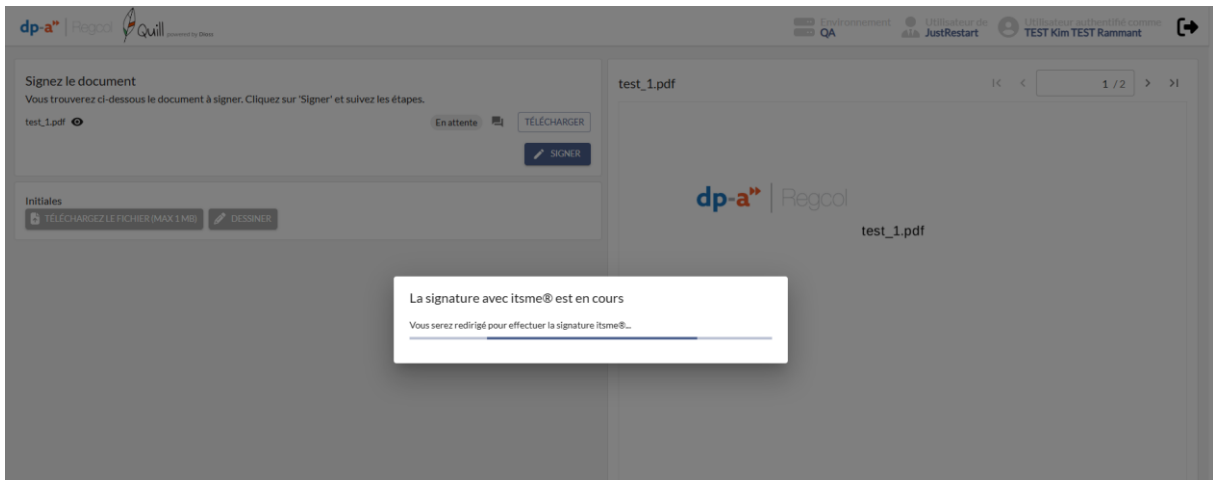 dp-a» | Regcol Quill powered by Dioss
Environnement
QA
Utilisateur de
JustRestart
Utilisateur authentifié comme
TEST Kim TEST Rammant
Signez le document
Vous trouverez ci-dessous le document à signer. Cliquez sur 'Signer' et suivez les étapes.
test_1.pdf En attente TÉLÉCHARGER
SIGNER
Initiales
TÉLÉCHARGEZ LE FICHIER (MAX 1 MB) DESSINER
test_1.pdf 1 / 2
dp-a» | Regcol
test_1.pdf
La signature avec itsme® est en cours
Vous serez redirigé pour effectuer la signature itsme®...